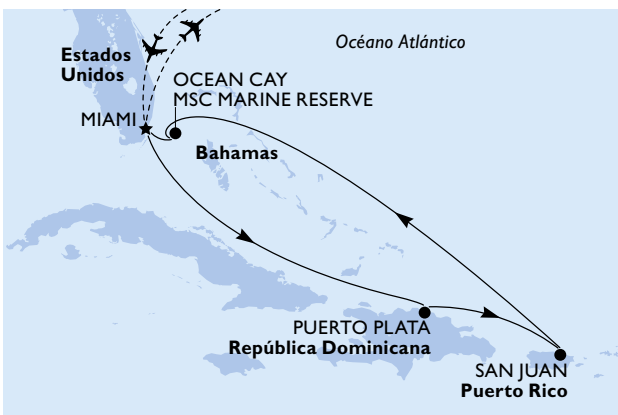 Océano Atlántico
Estados
Unidos
OCEAN CAY
MSC MARINE RESERVE
MIAMI
Bahamas
PUERTO PLATA
República Dominicana
SAN JUAN
Puerto Rico